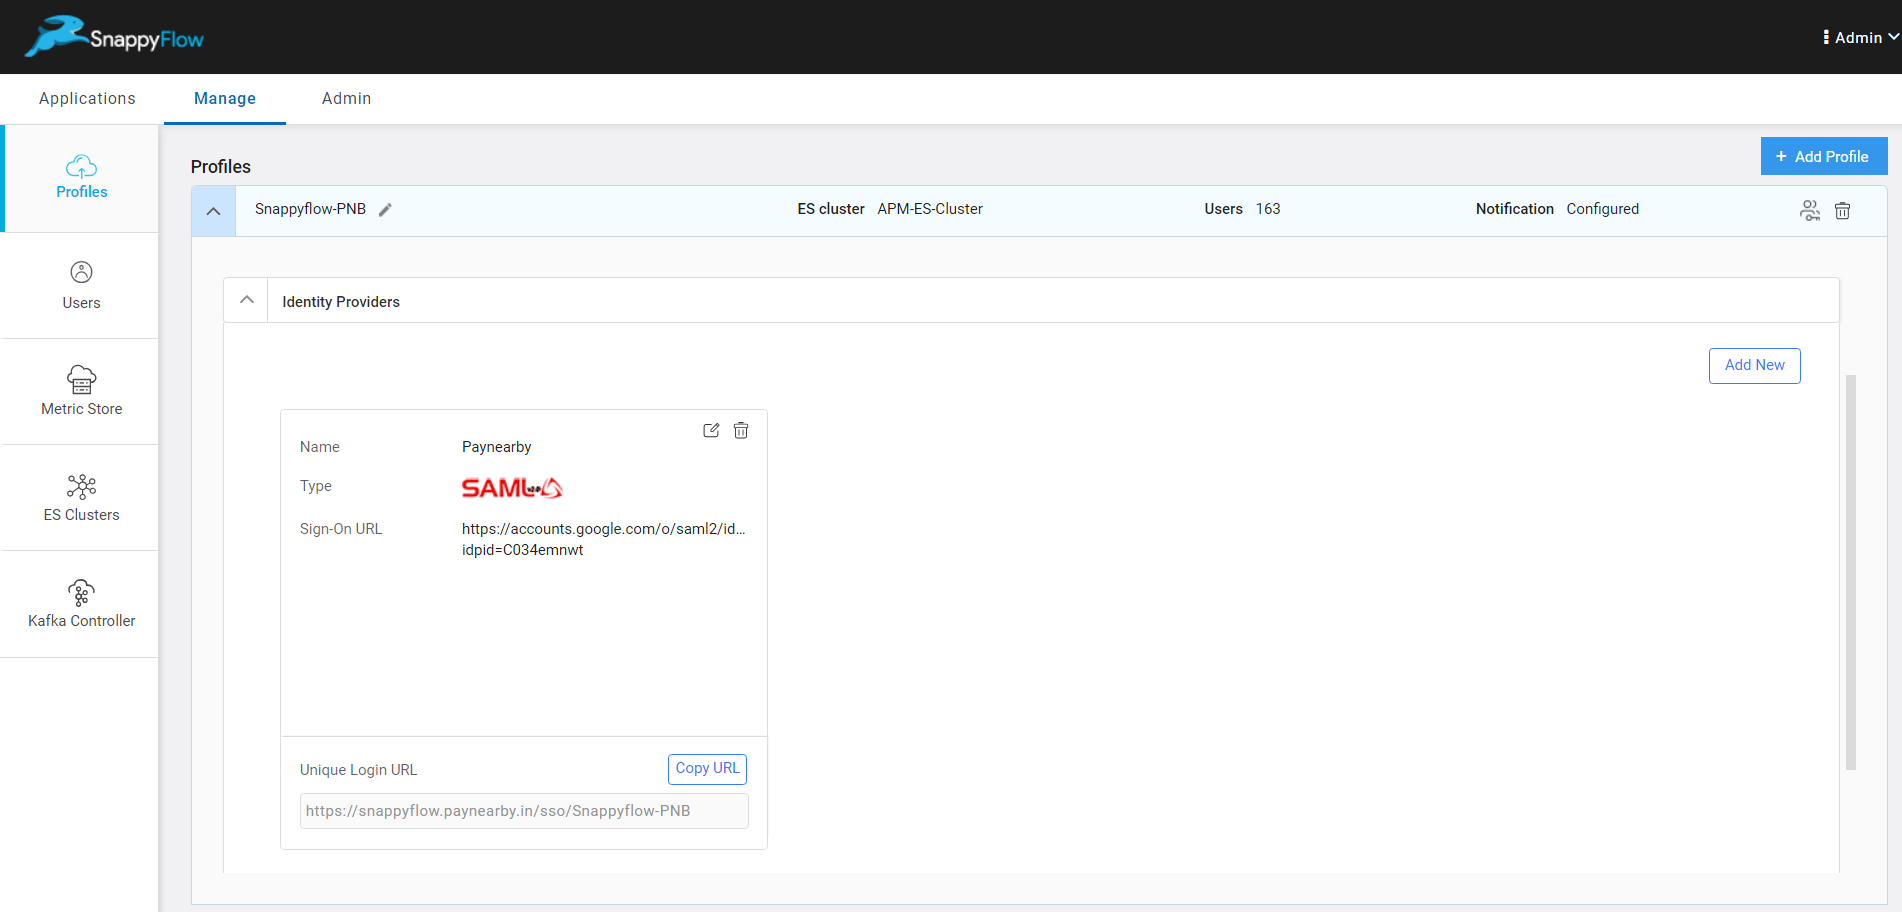 SnappyFlow
Admin
Applications Manage Admin
Profiles
Users
Metric Store
ES Clusters
Kafka Controller
Profiles
+ Add Profile
Snappyflow-PNB ES cluster APM-ES-Cluster Users 163 Notification Configured
Identity Providers
Add New
Name Paynearby
Type SAML
Sign-On URL https://accounts.google.com/o/saml2/id...
idpid=C034emnwt
Unique Login URL Copy URL
https://snappyflow.paynearby.in/sso/Snappyflow-PNB